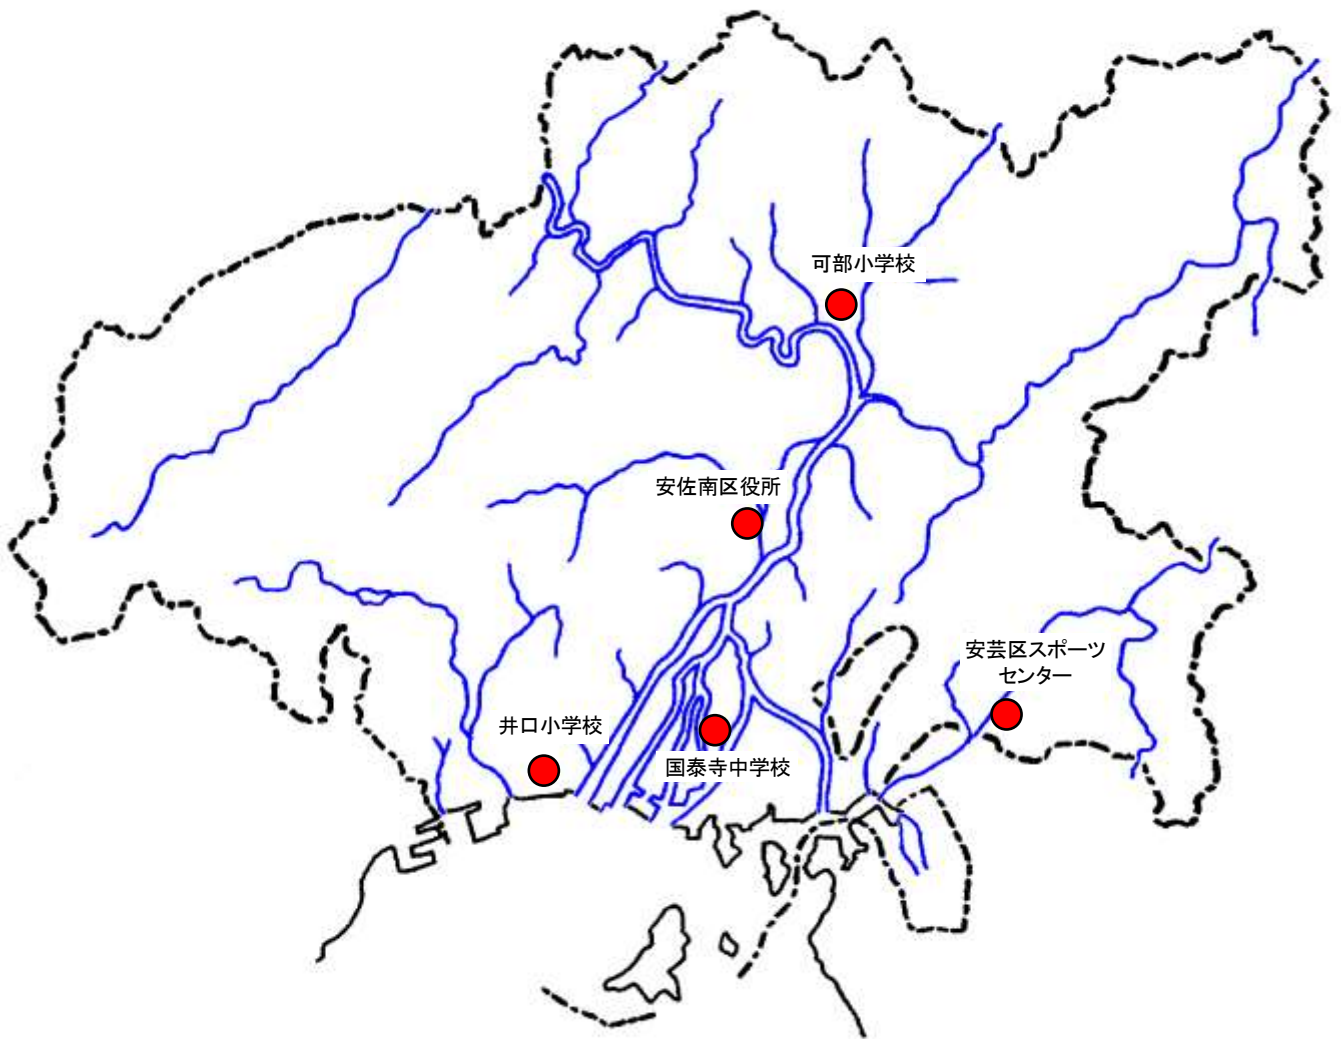 可部小学校
安佐南区役所
安芸区スポーツ
センター
井口小学校
国泰寺中学校